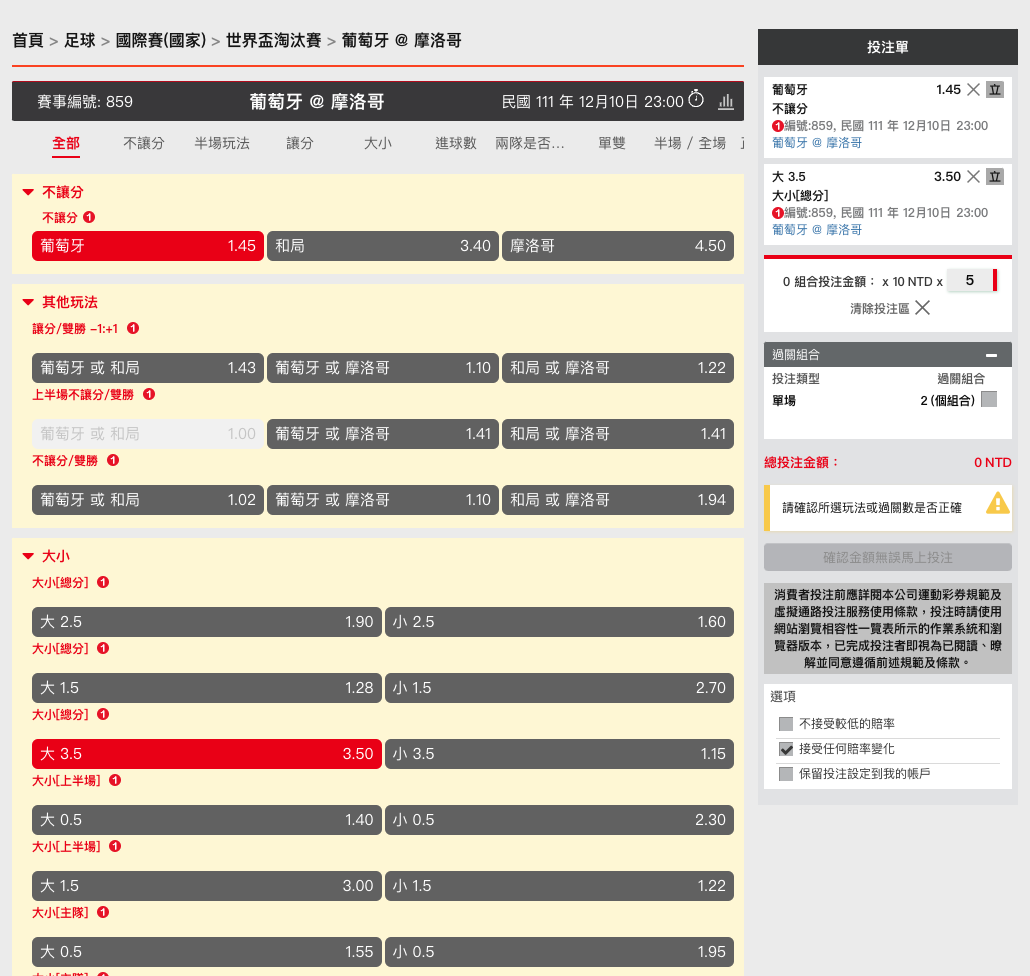 首頁 > 足球 > 國際賽(國家) > 世界盃淘汰賽 > 葡萄牙 @ 摩洛哥
賽事編號: 859 葡萄牙 @ 摩洛哥 民國 111 年 12月10日 23:00
全部 不讓分 半場玩法 讓分 大小 進球數 兩隊是否... 單雙 半場 / 全場
不讓分
不讓分 1
葡萄牙 1.45 和局 3.40 摩洛哥 4.50
其他玩法
讓分/雙勝 -1:+1 1
葡萄牙 或 和局 1.43 葡萄牙 或 摩洛哥 1.10 和局 或 摩洛哥 1.22
上半場不讓分/雙勝 1
葡萄牙 或 和局 1.00 葡萄牙 或 摩洛哥 1.41 和局 或 摩洛哥 1.41
不讓分/雙勝 1
葡萄牙 或 和局 1.02 葡萄牙 或 摩洛哥 1.10 和局 或 摩洛哥 1.94
大小
大小[總分] 1
大 2.5 1.90 小 2.5 1.60
大小[總分] 1
大 1.5 1.28 小 1.5 2.70
大小[總分] 1
大 3.5 3.50 小 3.5 1.15
大小[上半場] 1
大 0.5 1.40 小 0.5 2.30
大小[上半場] 1
大 1.5 3.00 小 1.5 1.22
大小[主隊] 1
大 0.5 1.55 小 0.5 1.95
投注單
葡萄牙 1.45 立
不讓分
1編號:859, 民國 111 年 12月10日 23:00
葡萄牙 @ 摩洛哥
大 3.5 3.50 立
大小[總分]
1編號:859, 民國 111 年 12月10日 23:00
葡萄牙 @ 摩洛哥
0 組合投注金額： x 10 NTD x 5
清除投注區
過關組合
投注類型 過關組合
單場 2 (個組合)
總投注金額： 0 NTD
請確認所選玩法或過關數是否正確
確認金額無誤馬上投注
消費者投注前應詳閱本公司運動彩券規範及
虛擬通路投注服務使用條款，投注時請使用
網站瀏覽相容性一覽表所示的作業系統和瀏
覽器版本，已完成投注者即視為已閱讀、暸
解並同意遵循前述規範及條款。
選項
不接受較低的賠率
接受任何賠率變化
保留投注設定到我的帳戶